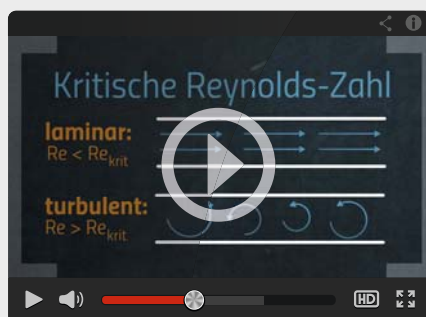 Kritische Reynolds-Zahl
laminar:
Re < Rekrit
turbulent:
Re > Rekrit
HD